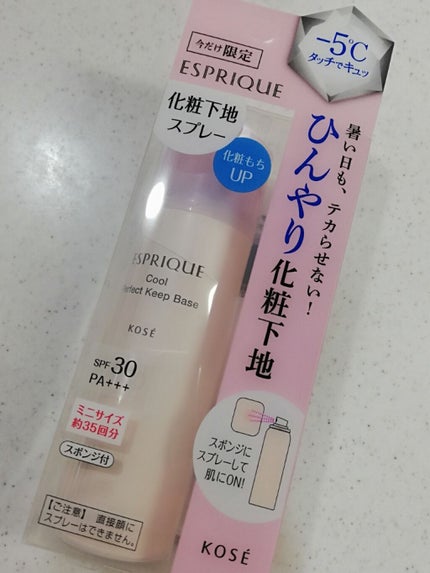 今だけ限定
ESPRIQUE
化粧下地
スプレー
化粧もち
UP
ESPRIQUE
Cool
Perfect Keep Base
KOSÉ
SPF30
PA+++
ミニサイズ
約35回分
スポンジ付
【ご注意】直接顔に
スプレーはできません。
-5℃
タッチでキュッ
暑い日も、テカらせない!
ひんやり化粧下地
スポンジに
スプレーして
肌にON!
KOSÉ